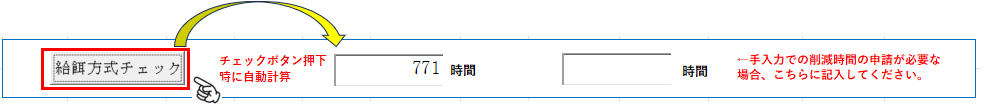 給餌方式チェック
チェックボタン押下
時に自動計算
771 時間
時間
←手入力での削減時間の申請が必要な
場合、こちらに記入してください。